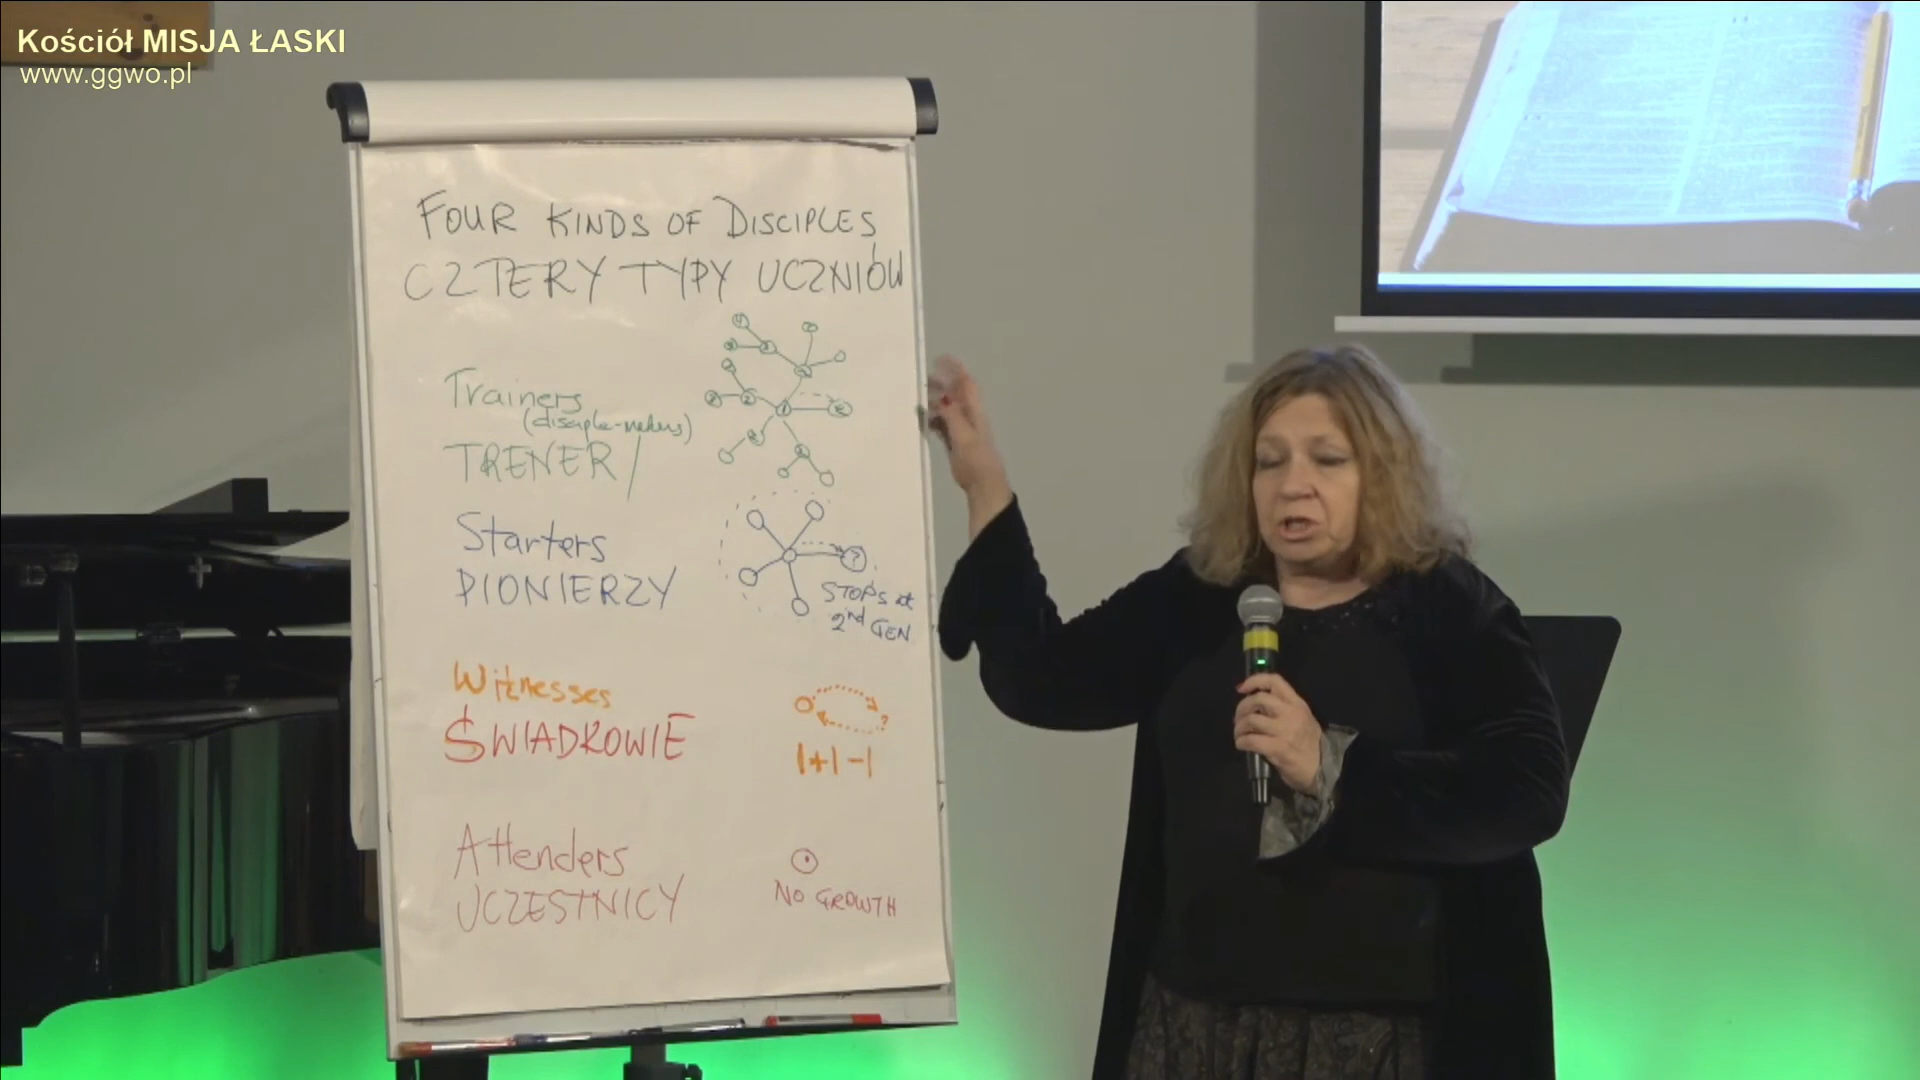 Kościół MISJA ŁASKI
www.ggwo.pl
FOUR KINDS OF DISCIPLES
CZTERY TYPY UCZNIÓW
Trainers
(disciple-makers)
TRENERZY
Starters
PIONIERZY
STOPS at
2nd GEN
Witnesses
ŚWIADKOWIE
?
1+1-1
Attenders
UCZESTNICY
NO GROWTH